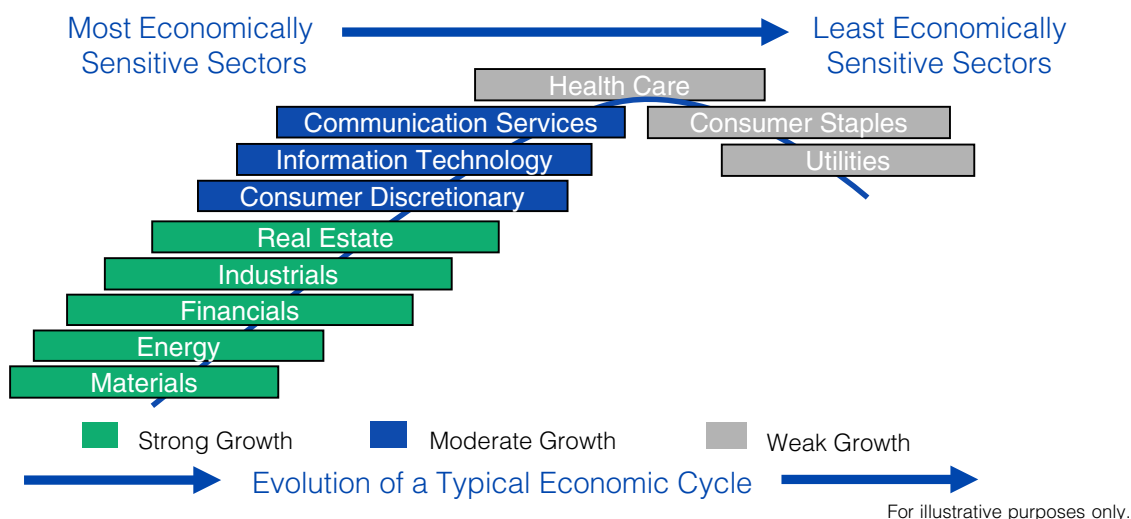 Most Economically
Sensitive Sectors
Least Economically
Sensitive Sectors
Health Care
Communication Services
Consumer Staples
Information Technology
Utilities
Consumer Discretionary
Real Estate
Industrials
Financials
Energy
Materials
Strong Growth
Moderate Growth
Weak Growth
Evolution of a Typical Economic Cycle
For illustrative purposes only.